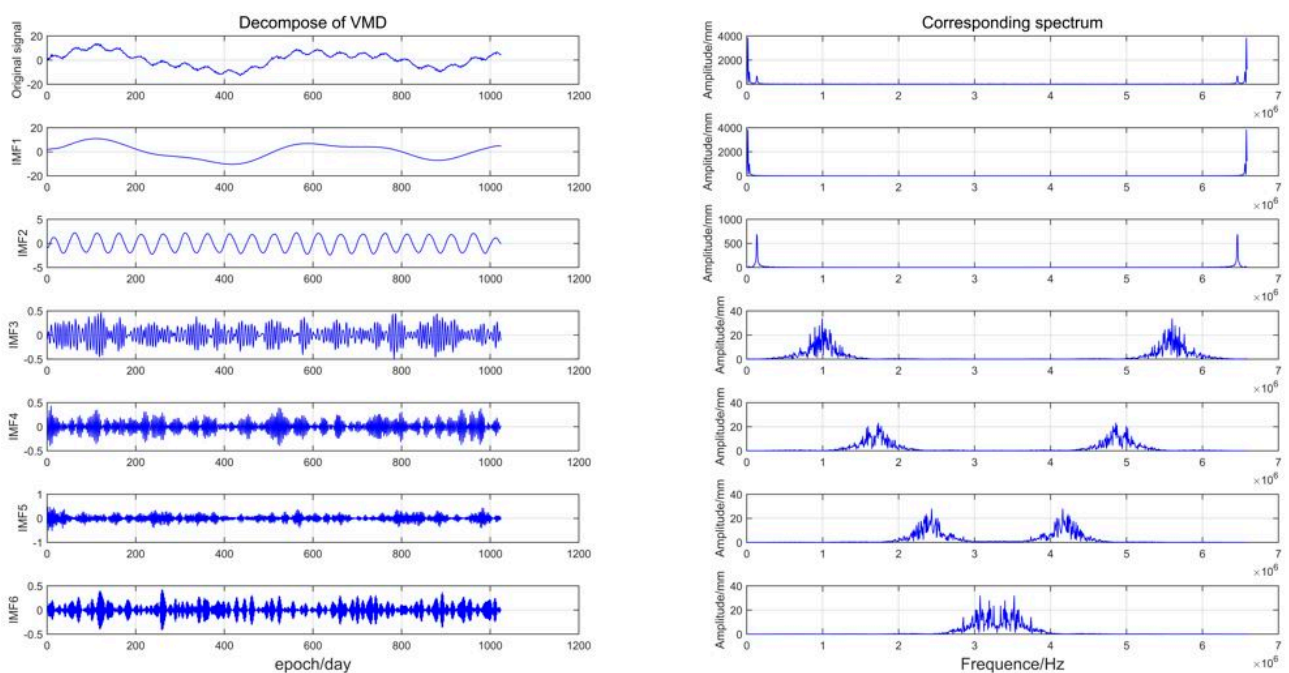 Decompose of VMD
Original signal
20
0
-20
0 200 400 600 800 1000 1200
IMF1
20
0
-20
0 200 400 600 800 1000 1200
IMF2
5
0
-5
0 200 400 600 800 1000 1200
IMF3
0.5
0
-0.5
0 200 400 600 800 1000 1200
IMF4
0.5
0
-0.5
0 200 400 600 800 1000 1200
IMF5
1
0
-1
0 200 400 600 800 1000 1200
IMF6
0.5
0
-0.5
0 200 400 600 800 1000 1200
epoch/day
Corresponding spectrum
Amplitude/mm
4000
2000
0
0 1 2 3 4 5 6 7
×10⁶
Amplitude/mm
4000
2000
0
0 1 2 3 4 5 6 7
×10⁶
Amplitude/mm
1000
500
0
0 1 2 3 4 5 6 7
×10⁶
Amplitude/mm
40
20
0
0 1 2 3 4 5 6 7
×10⁶
Amplitude/mm
40
20
0
0 1 2 3 4 5 6 7
×10⁶
Amplitude/mm
40
20
0
0 1 2 3 4 5 6 7
×10⁶
Amplitude/mm
40
20
0
0 1 2 3 4 5 6 7
×10⁶
Frequence/Hz